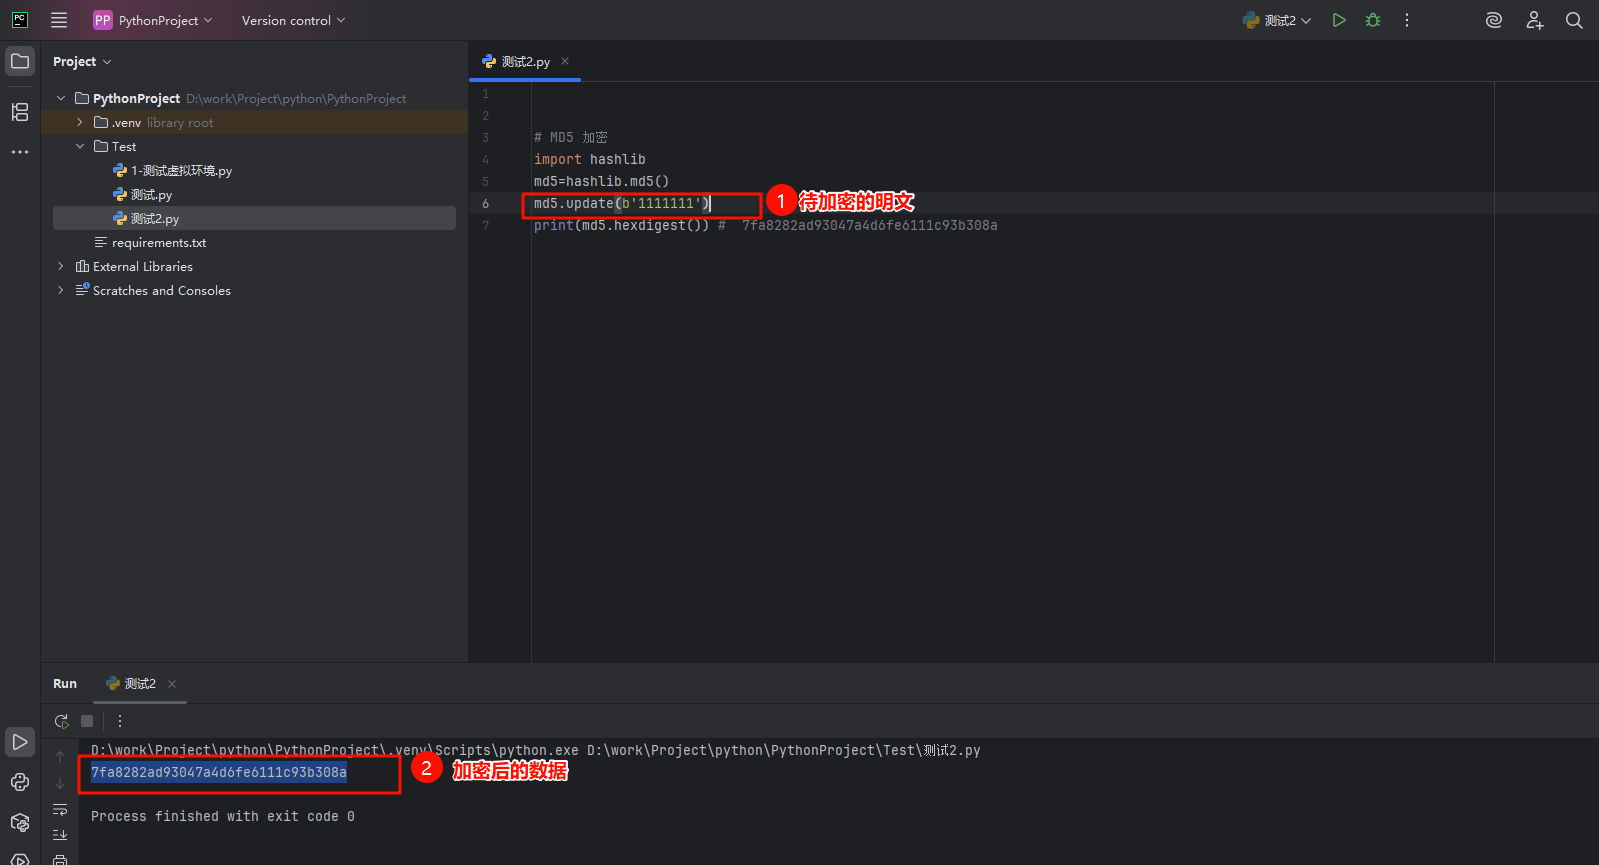 PC
PP PythonProject Version control 测试2
Project
测试2.py
PythonProject D:\work\Project\python\PythonProject
.venv library root
Test
1-测试虚拟环境.py
测试.py
测试2.py
requirements.txt
External Libraries
Scratches and Consoles
1
2
3 # MD5 加密
4 import hashlib
5 md5=hashlib.md5()
6 md5.update(b'1111111') 1 待加密的明文
7 print(md5.hexdigest()) # 7fa8282ad93047a4d6fe6111c93b308a
Run 测试2
D:\work\Project\python\PythonProject\.venv\Scripts\python.exe D:\work\Project\python\PythonProject\Test\测试2.py
7fa8282ad93047a4d6fe6111c93b308a 2 加密后的数据
Process finished with exit code 0